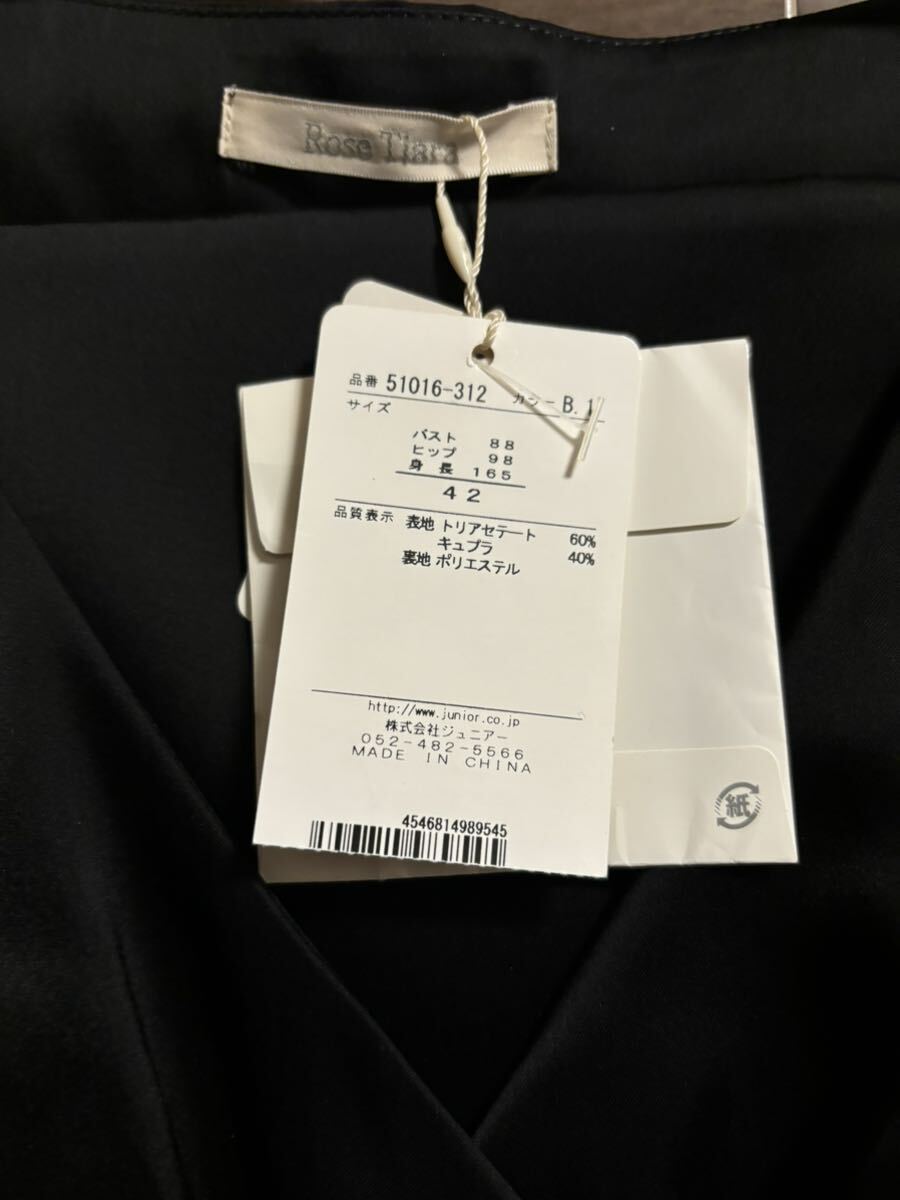 Rose Tiara
品番 51016-312 カラー B.1
サイズ
バスト 88
ヒップ 98
身長 165
42
品質表示 表地 トリアセテート 60%
キュプラ 40%
裏地 ポリエステル
http://www.junior.co.jp
株式会社ジュニアー
052-482-5566
MADE IN CHINA
4546814989545
紙